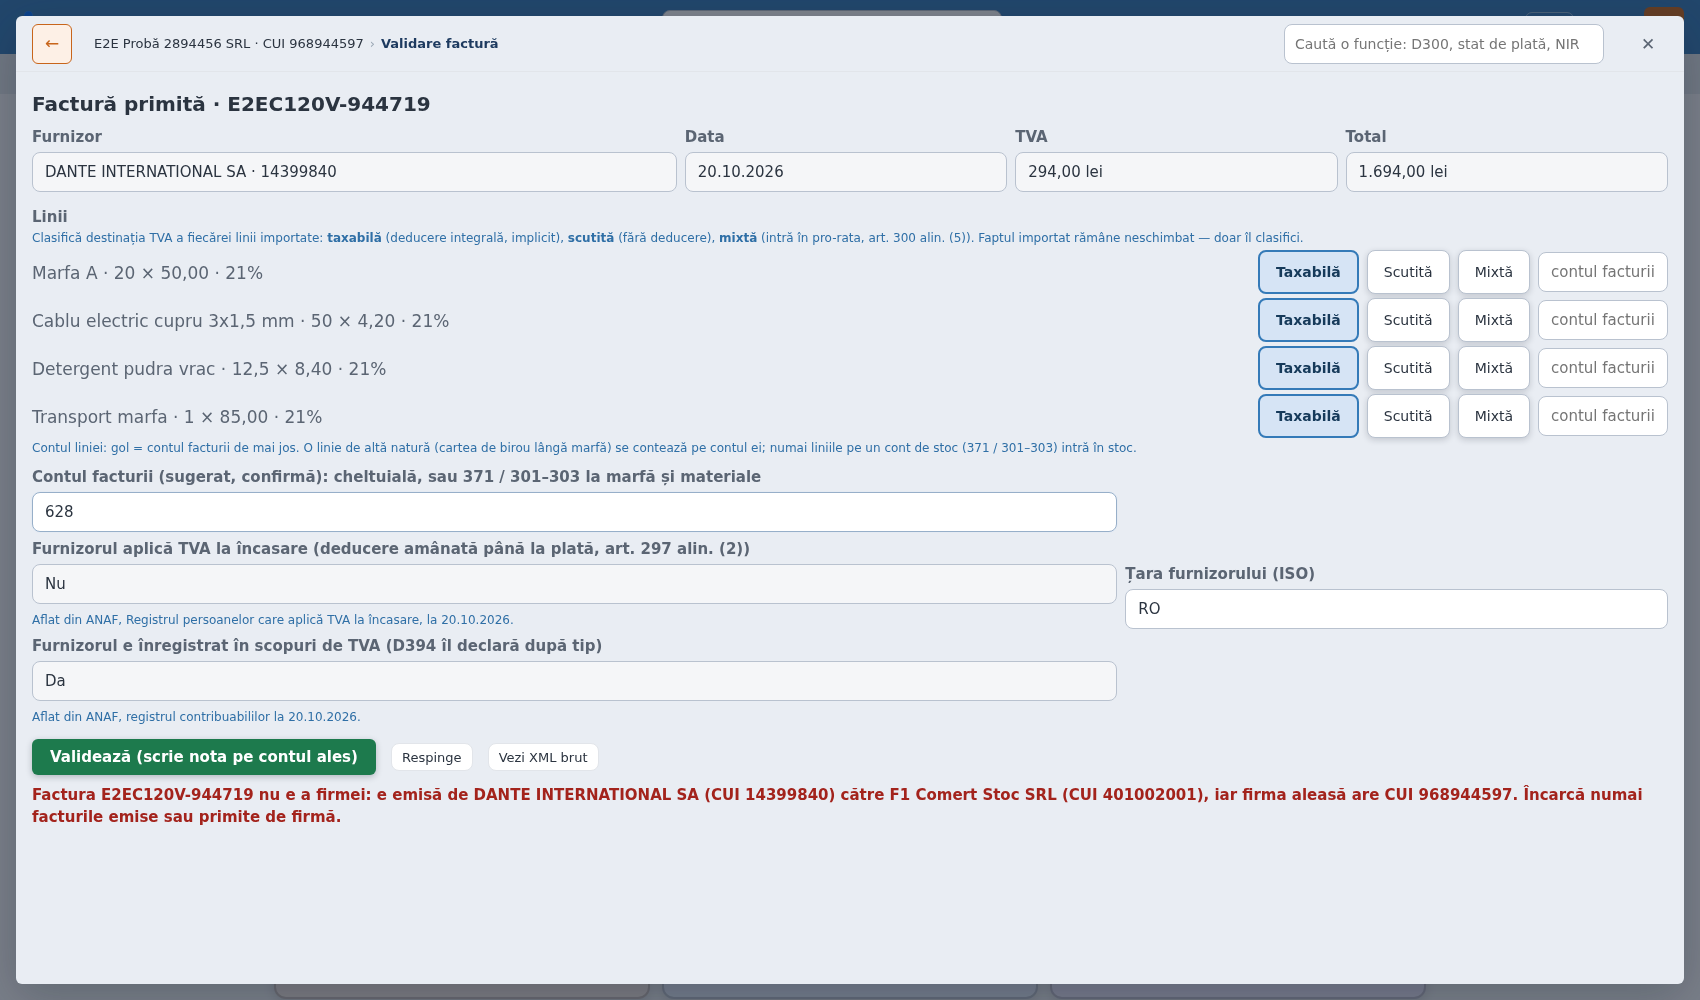 ←
E2E Probă 2894456 SRL · CUI 968944597 › Validare factură
Caută o funcție: D300, stat de plată, NIR
✕
Factură primită · E2EC120V-944719
Furnizor
Data
TVA
Total
DANTE INTERNATIONAL SA · 14399840
20.10.2026
294,00 lei
1.694,00 lei
Linii
Clasifică destinația TVA a fiecărei linii importate: taxabilă (deducere integrală, implicit), scutită (fără deducere), mixtă (intră în pro-rata, art. 300 alin. (5)). Faptul importat rămâne neschimbat — doar îl clasifici.
Marfa A · 20 × 50,00 · 21%
Taxabilă
Scutită
Mixtă
contul facturii
Cablu electric cupru 3x1,5 mm · 50 × 4,20 · 21%
Taxabilă
Scutită
Mixtă
contul facturii
Detergent pudra vrac · 12,5 × 8,40 · 21%
Taxabilă
Scutită
Mixtă
contul facturii
Transport marfa · 1 × 85,00 · 21%
Taxabilă
Scutită
Mixtă
contul facturii
Contul liniei: gol = contul facturii de mai jos. O linie de altă natură (cartea de birou lângă marfă) se contează pe contul ei; numai liniile pe un cont de stoc (371 / 301–303) intră în stoc.
Contul facturii (sugerat, confirmă): cheltuială, sau 371 / 301–303 la marfă și materiale
628
Furnizorul aplică TVA la încasare (deducere amânată până la plată, art. 297 alin. (2))
Nu
Aflat din ANAF, Registrul persoanelor care aplică TVA la încasare, la 20.10.2026.
Țara furnizorului (ISO)
RO
Furnizorul e înregistrat în scopuri de TVA (D394 îl declară după tip)
Da
Aflat din ANAF, registrul contribuabililor la 20.10.2026.
Validează (scrie nota pe contul ales)
Respinge
Vezi XML brut
Factura E2EC120V-944719 nu e a firmei: e emisă de DANTE INTERNATIONAL SA (CUI 14399840) către F1 Comert Stoc SRL (CUI 401002001), iar firma aleasă are CUI 968944597. Încarcă numai
facturile emise sau primite de firmă.